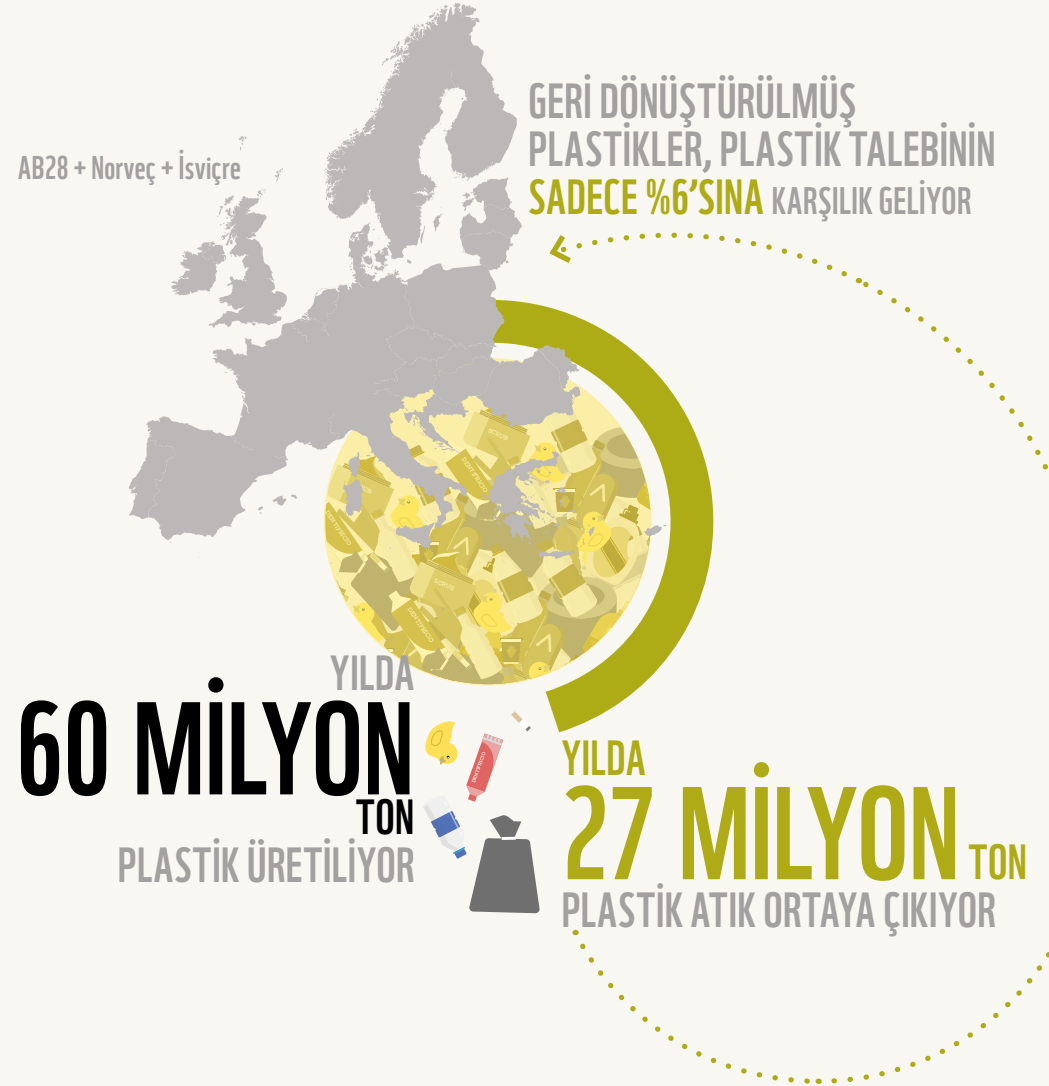 GERİ DÖNÜŞTÜRÜLMÜŞ
PLASTİKLER, PLASTİK TALEBİNİN
SADECE %6’SINA KARŞILIK GELİYOR
AB28 + Norveç + İsviçre
YILDA
60 MİLYON
TON
PLASTİK ÜRETİLİYOR
YILDA
27 MİLYON TON
PLASTİK ATIK ORTAYA ÇIKIYOR